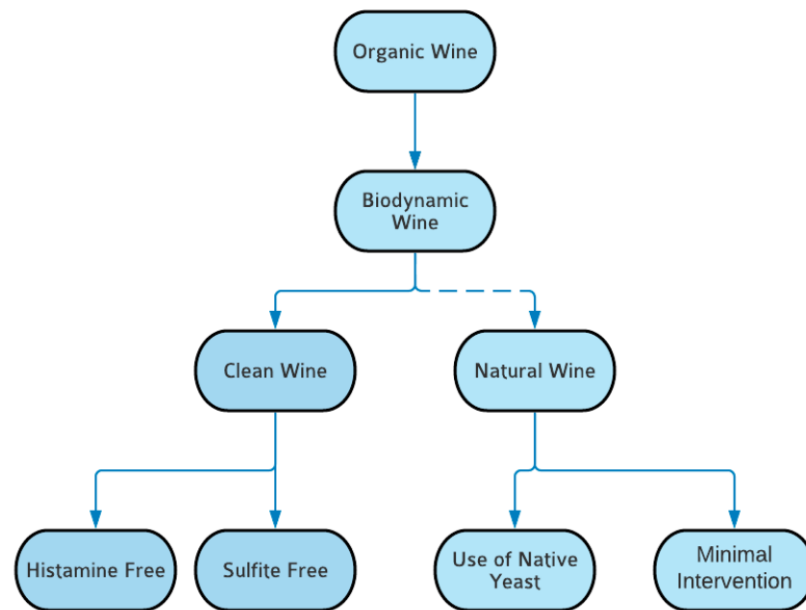 Organic Wine
Biodynamic
Wine
Clean Wine
Natural Wine
Histamine Free
Sulfite Free
Use of Native
Yeast
Minimal
Intervention